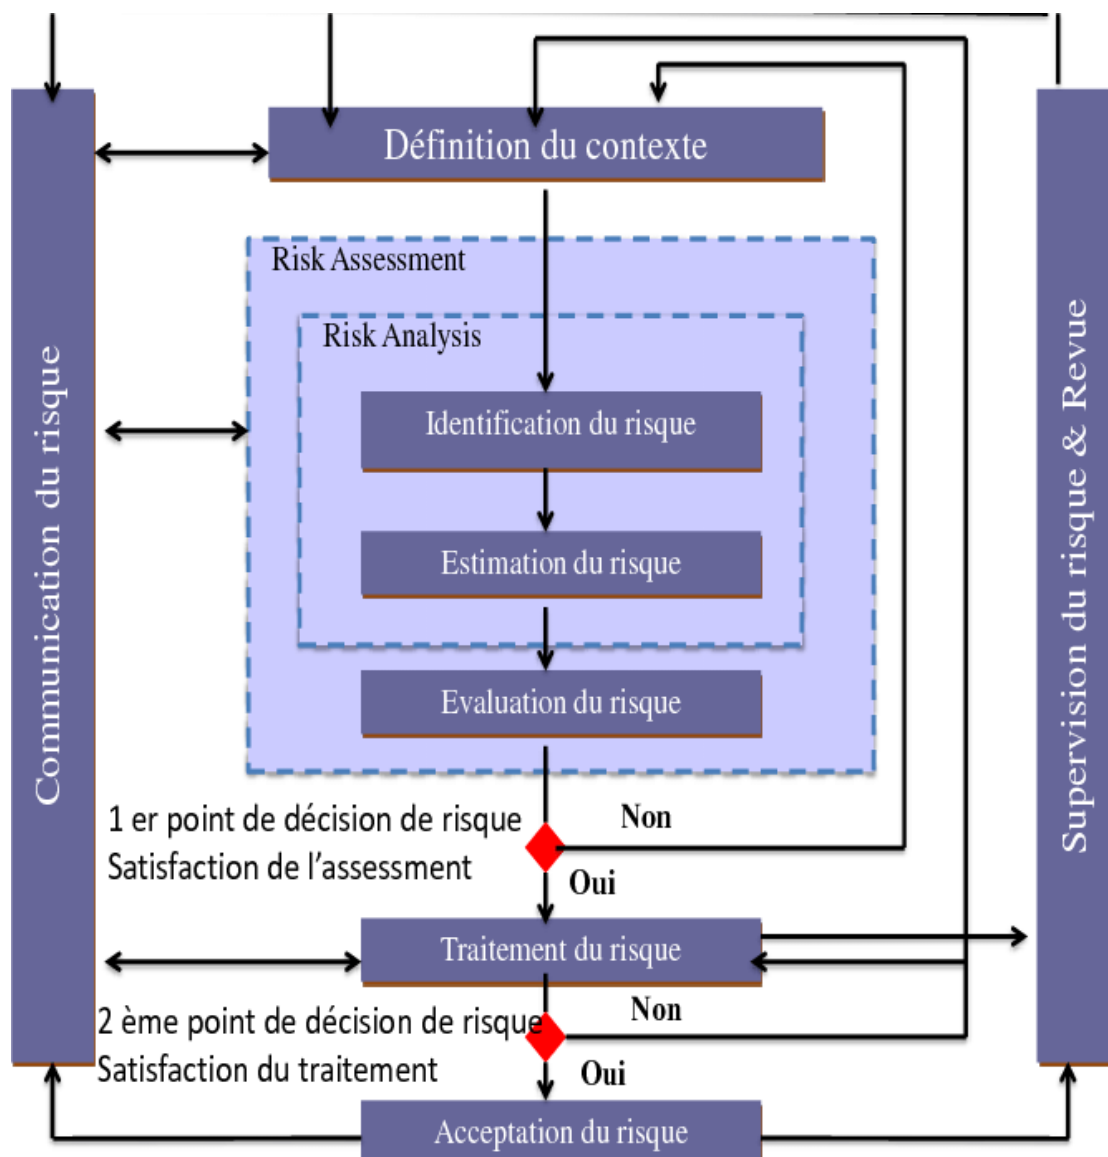 Définition du contexte
Risk Assessment
Risk Analysis
Identification du risque
Estimation du risque
Evaluation du risque
1 er point de décision de risque
Satisfaction de l’assessment
Non
Oui
Traitement du risque
2 ème point de décision de risque
Satisfaction du traitement
Non
Oui
Acceptation du risque
Communication du risque
Supervision du risque & Revue